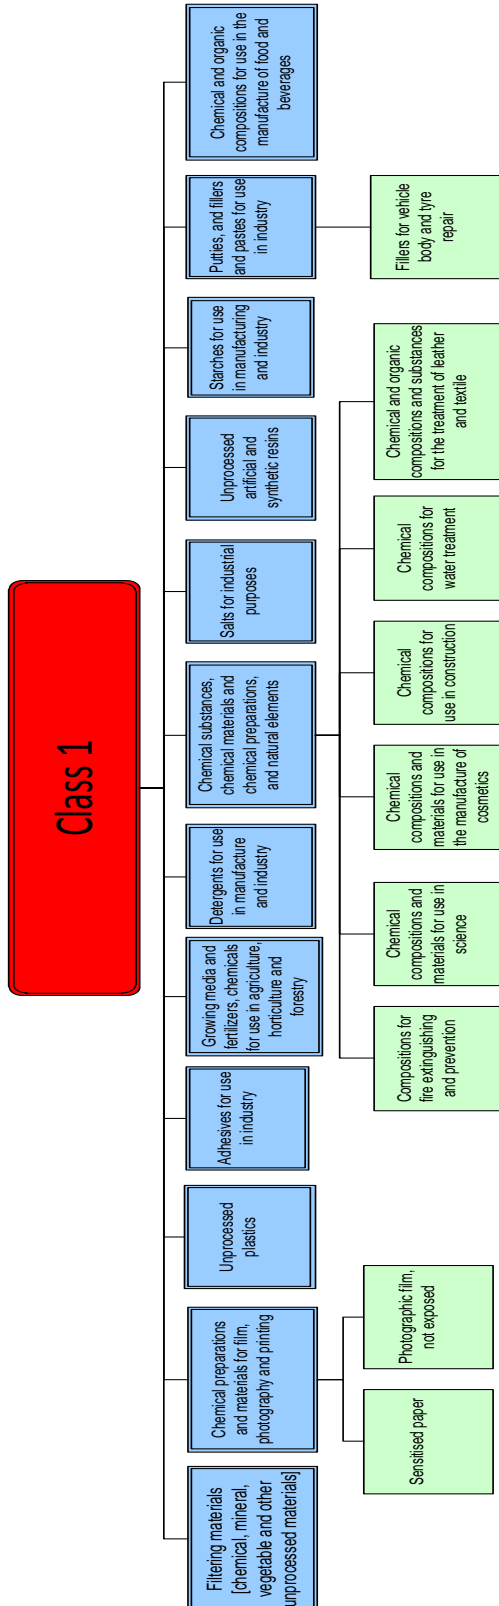 Class 1
Filtering materials
[chemical, mineral,
vegetable and other
unprocessed materials]
Chemical preparations
and materials for film,
photography and printing
Unprocessed
plastics
Adhesives for use
in industry
Growing media and
fertilizers, chemicals
for use in agriculture,
horticulture and
forestry
Detergents for use
in manufacture
and industry
Chemical substances,
chemical materials and
chemical preparations,
and natural elements
Salts for industrial
purposes
Unprocessed
artificial and
synthetic resins
Starches for use
in manufacturing
and industry
Putties, and fillers
and pastes for use
in industry
Chemical and organic
compositions for use in the
manufacture of food and
beverages
Sensitised paper
Photographic film,
not exposed
Compositions for
fire extinguishing
and prevention
Chemical
compositions and
materials for use in
science
Chemical
compositions and
materials for use in
the manufacture of
cosmetics
Chemical
compositions for
use in construction
Chemical
compositions for
water treatment
Chemical and organic
compositions and substances
for the treatment of leather
and textile
Fillers for vehicle
body and tyre
repair